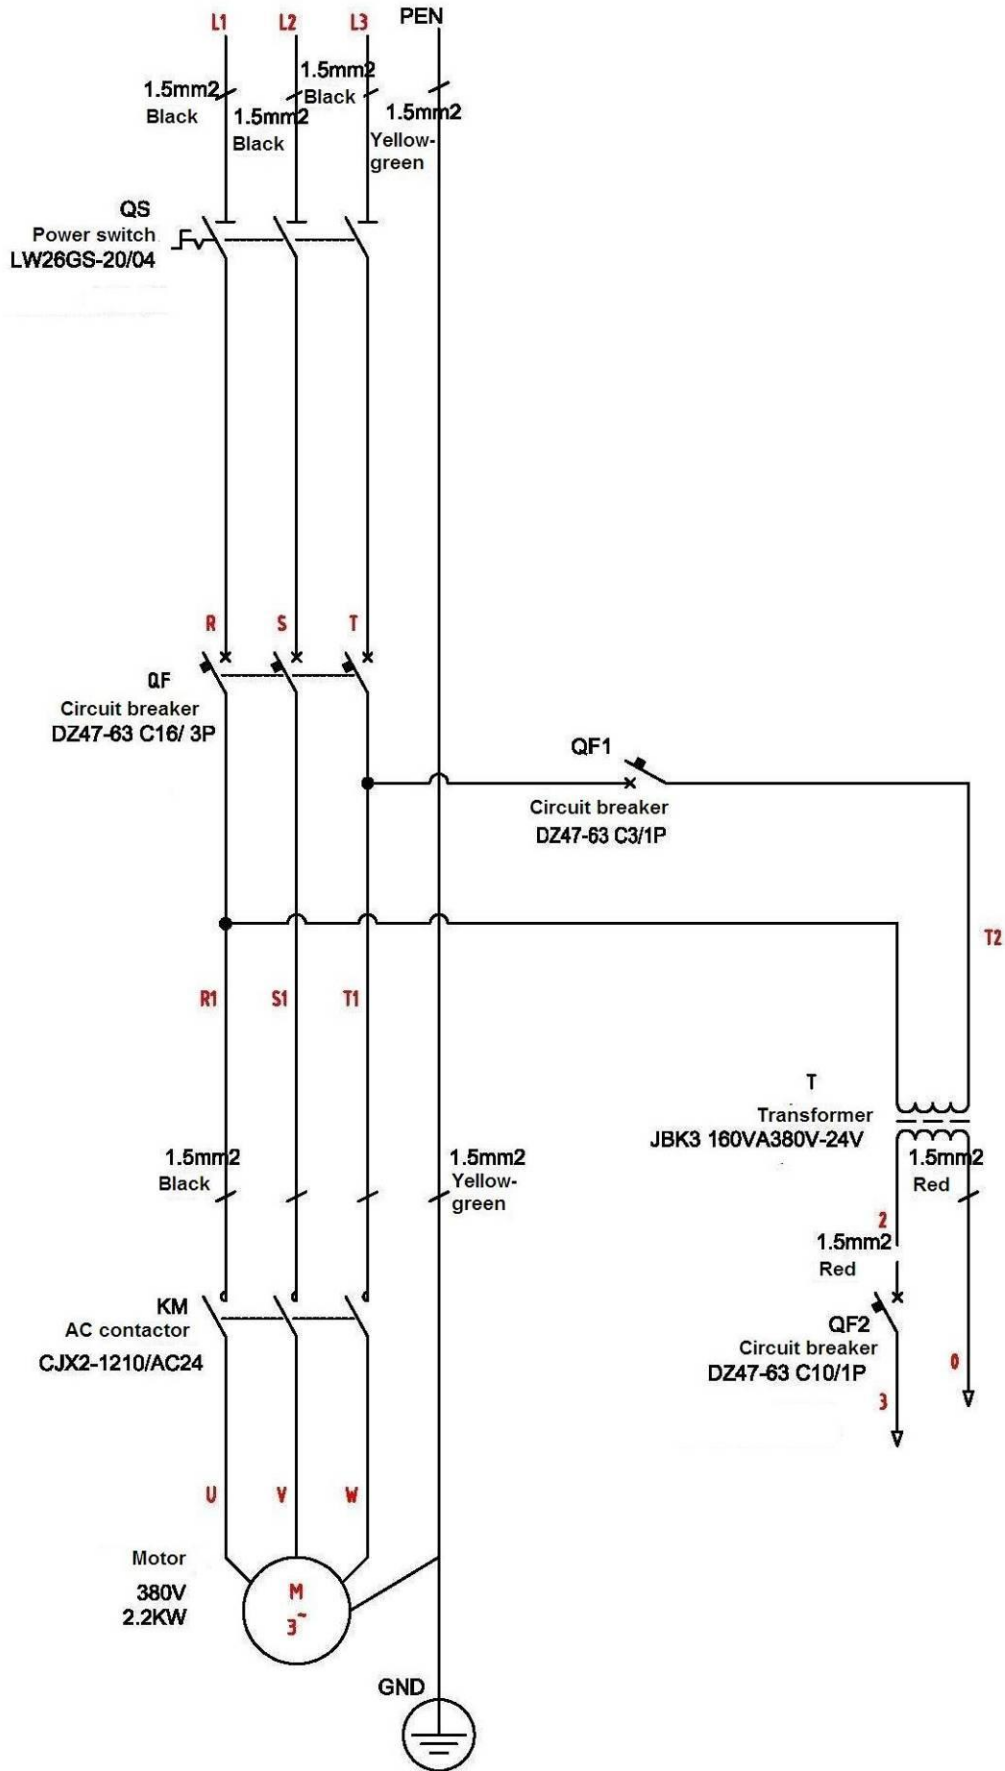 L1
L2
L3
PEN
1.5mm2
Black
1.5mm2
Black
1.5mm2
Black
1.5mm2
Yellow-
green
QS
Power switch
LW26GS-20/04
R
S
T
QF
Circuit breaker
DZ47-63 C16/ 3P
QF1
Circuit breaker
DZ47-63 C3/1P
T2
R1
S1
T1
T
Transformer
JBK3 160VA380V-24V
1.5mm2
Black
1.5mm2
Yellow-
green
1.5mm2
Red
2
1.5mm2
Red
KM
AC contactor
CJX2-1210/AC24
QF2
Circuit breaker
DZ47-63 C10/1P
0
3
U
V
W
Motor
380V
2.2KW
M
3~
GND